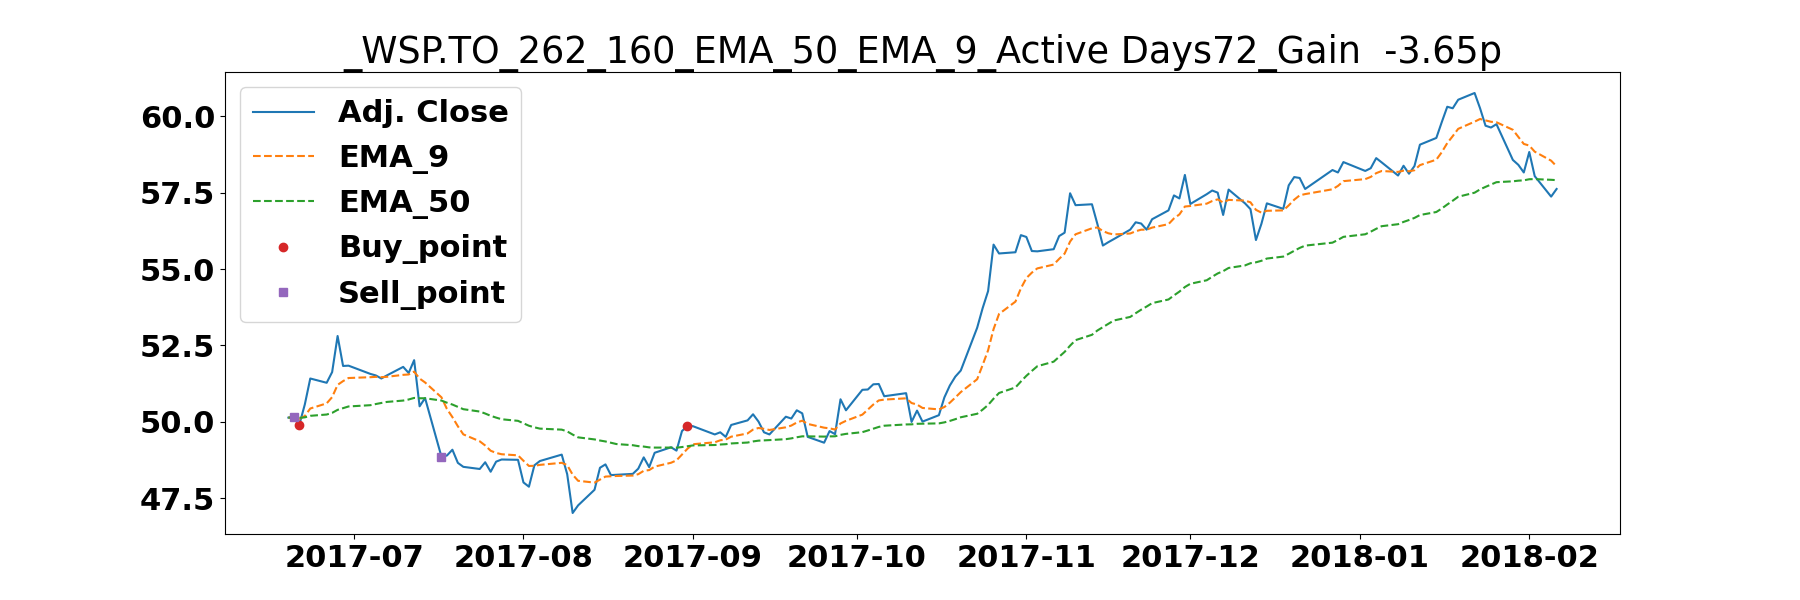 _WSP.TO_262_160_EMA_50_EMA_9_Active Days72_Gain  -3.65p
Adj. Close
EMA_9
EMA_50
Buy_point
Sell_point
60.0
57.5
55.0
52.5
50.0
47.5
2017-07 2017-08 2017-09 2017-10 2017-11 2017-12 2018-01 2018-02